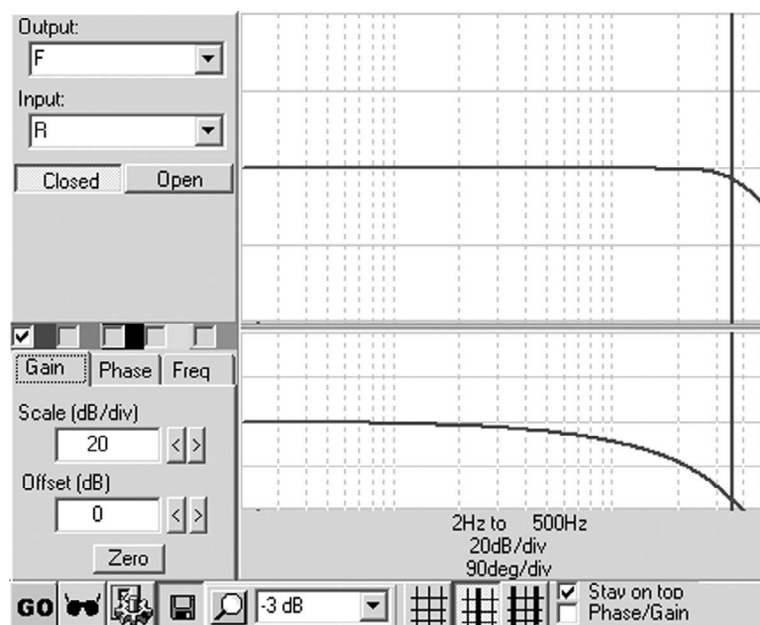 Output:
F
Input:
R
Closed Open
Gain Phase Freq
Scale (dB/div)
20 < >
Offset (dB)
0 < >
Zero
2Hz to 500Hz
20dB/div
90deg/div
GO -3 dB Stay on top
Phase/Gain